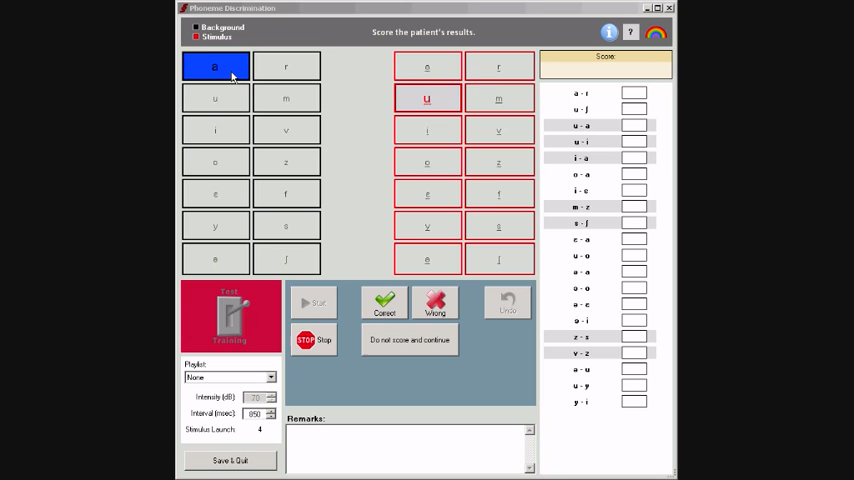 Phoneme Discrimination
Background
Stimulus
Score the patient's results.
?
a r
u m
i v
o z
ɛ f
y s
ə ʃ
a r
u m
i v
o z
ɛ f
y s
ə ʃ
Score:
a - r
u - ʃ
u - a
u - i
i - a
o - a
i - ɛ
m - z
s - ʃ
ɛ - a
u - o
ə - a
ə - o
ə - ɛ
ə - i
z - s
v - z
ə - u
u - y
y - i
Test
Training
Start
Correct
Wrong
Undo
STOP Stop
Do not score and continue
Playlist:
None
Intensity (dB) 70
Interval (msec) 850
Stimulus Launch: 4
Save & Quit
Remarks: